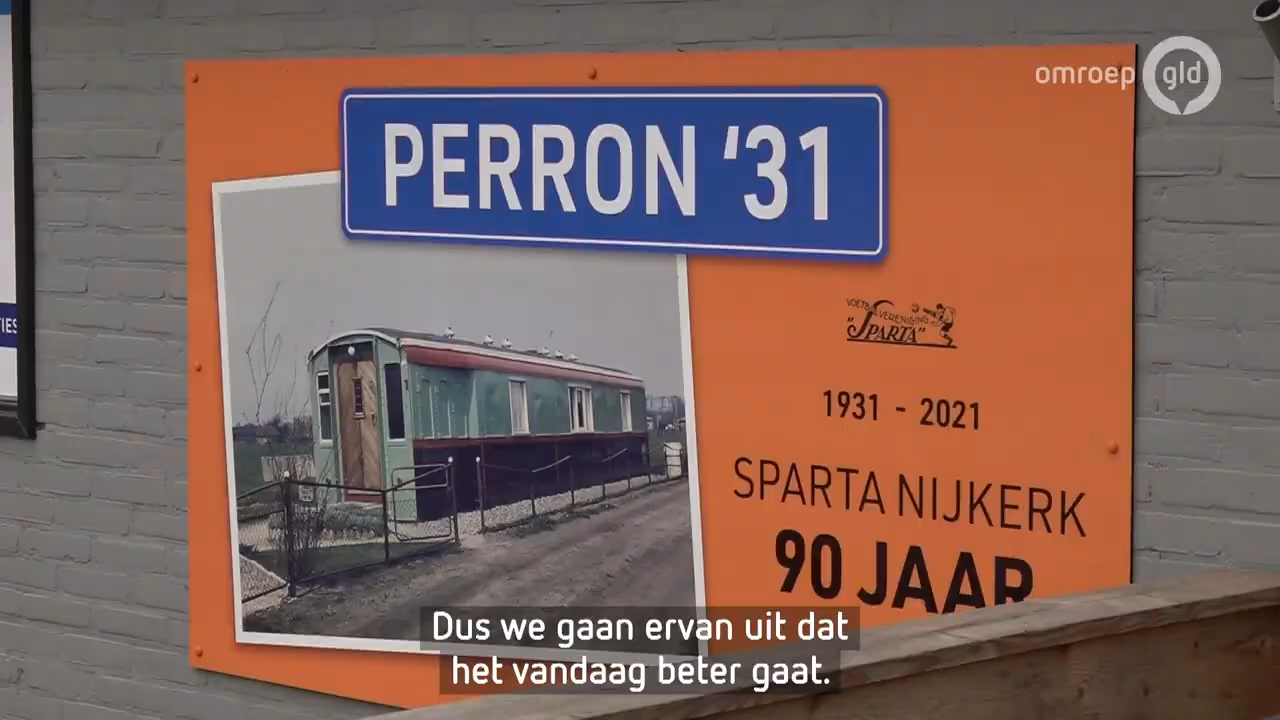 omroep gld
PERRON '31
VOETBALVERENIGING
"SPARTA"
1931 - 2021
SPARTA NIJKERK
90 JAAR
TIES
Dus we gaan ervan uit dat
het vandaag beter gaat.